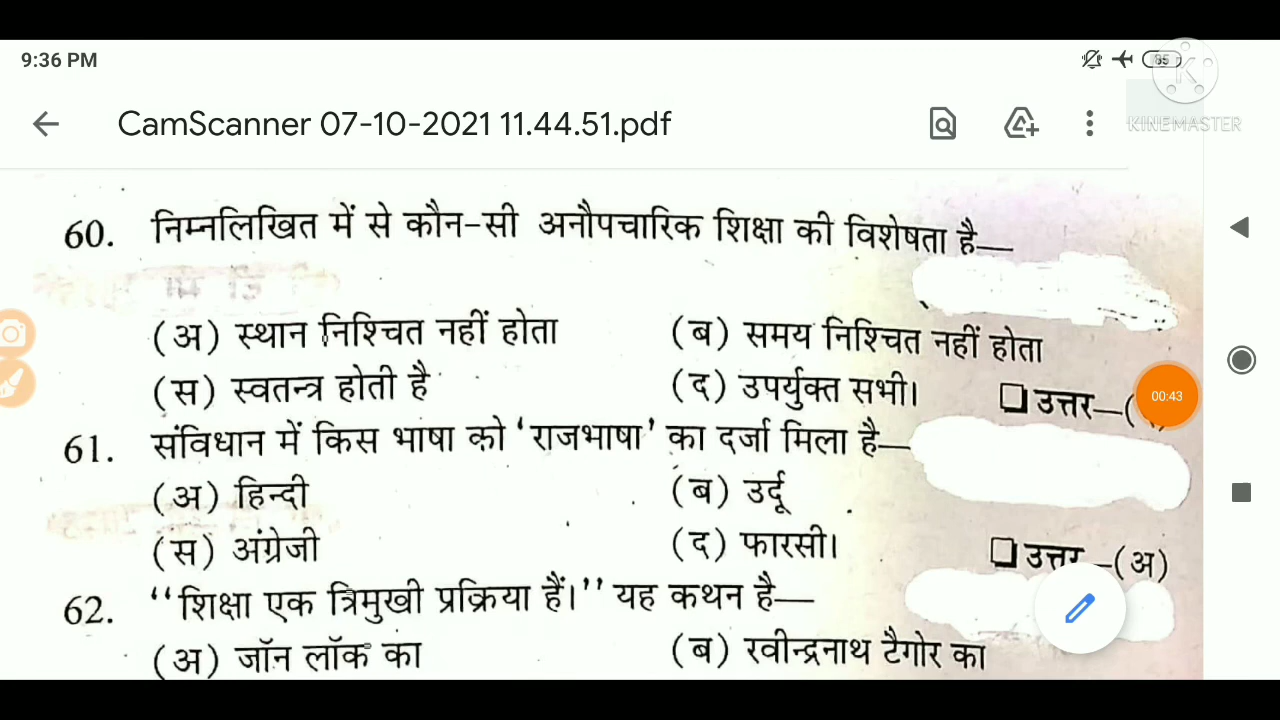 9:36 PM
85
CamScanner 07-10-2021 11.44.51.pdf
KINEMASTER
60. निम्नलिखित में से कौन-सी अनौपचारिक शिक्षा की विशेषता है—
(अ) स्थान निश्चित नहीं होता (ब) समय निश्चित नहीं होता
(स) स्वतन्त्र होती है (द) उपर्युक्त सभी। ❑ उत्तर—(
00:43
61. संविधान में किस भाषा को 'राजभाषा' का दर्जा मिला है—
(अ) हिन्दी (ब) उर्दू
(स) अंग्रेजी (द) फारसी। ❑ उत्तर—(अ)
62. ''शिक्षा एक त्रिमुखी प्रक्रिया हैं।'' यह कथन है—
(अ) जॉन लॉक का (ब) रवीन्द्रनाथ टैगोर का